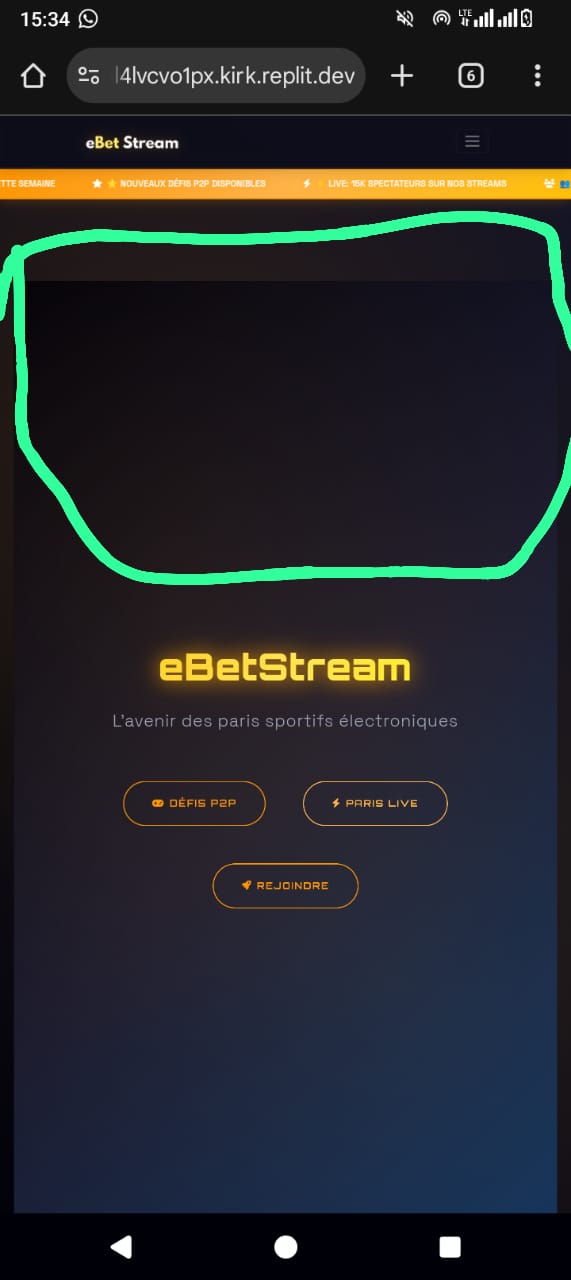 15:34
LTE
4lvcvo1px.kirk.replit.dev
6
eBet Stream
TTE SEMAINE NOUVEAUX DÉFIS P2P DISPONIBLES LIVE: 15K SPECTATEURS SUR NOS STREAMS
eBetStream
L'avenir des paris sportifs électroniques
DÉFIS P2P PARIS LIVE
REJOINDRE